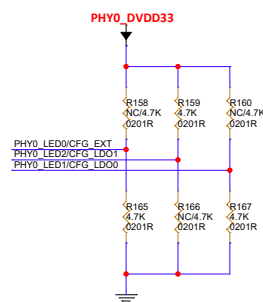 PHY0_DVDD33
R158
NC/4.7K
0201R
R159
4.7K
0201R
R160
NC/4.7K
0201R
PHY0_LED0/CFG_EXT
PHY0_LED2/CFG_LDO1
PHY0_LED1/CFG_LDO0
R165
4.7K
0201R
R166
NC/4.7K
0201R
R167
4.7K
0201R